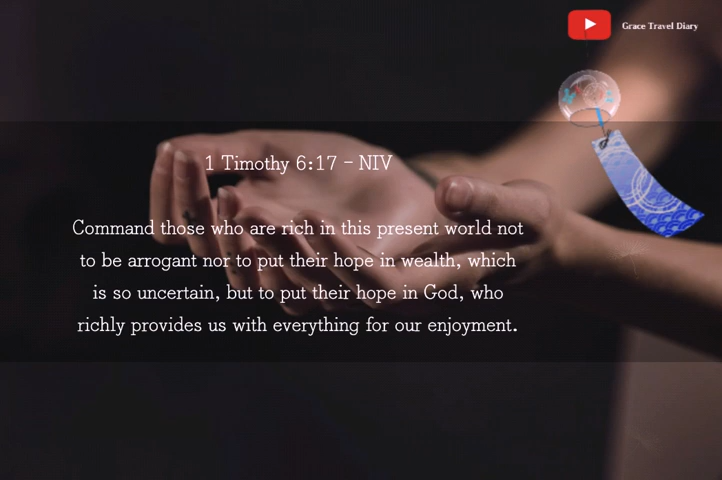 Grace Travel Diary
1 Timothy 6:17 - NIV
Command those who are rich in this present world not
to be arrogant nor to put their hope in wealth, which
is so uncertain, but to put their hope in God, who
richly provides us with everything for our enjoyment.